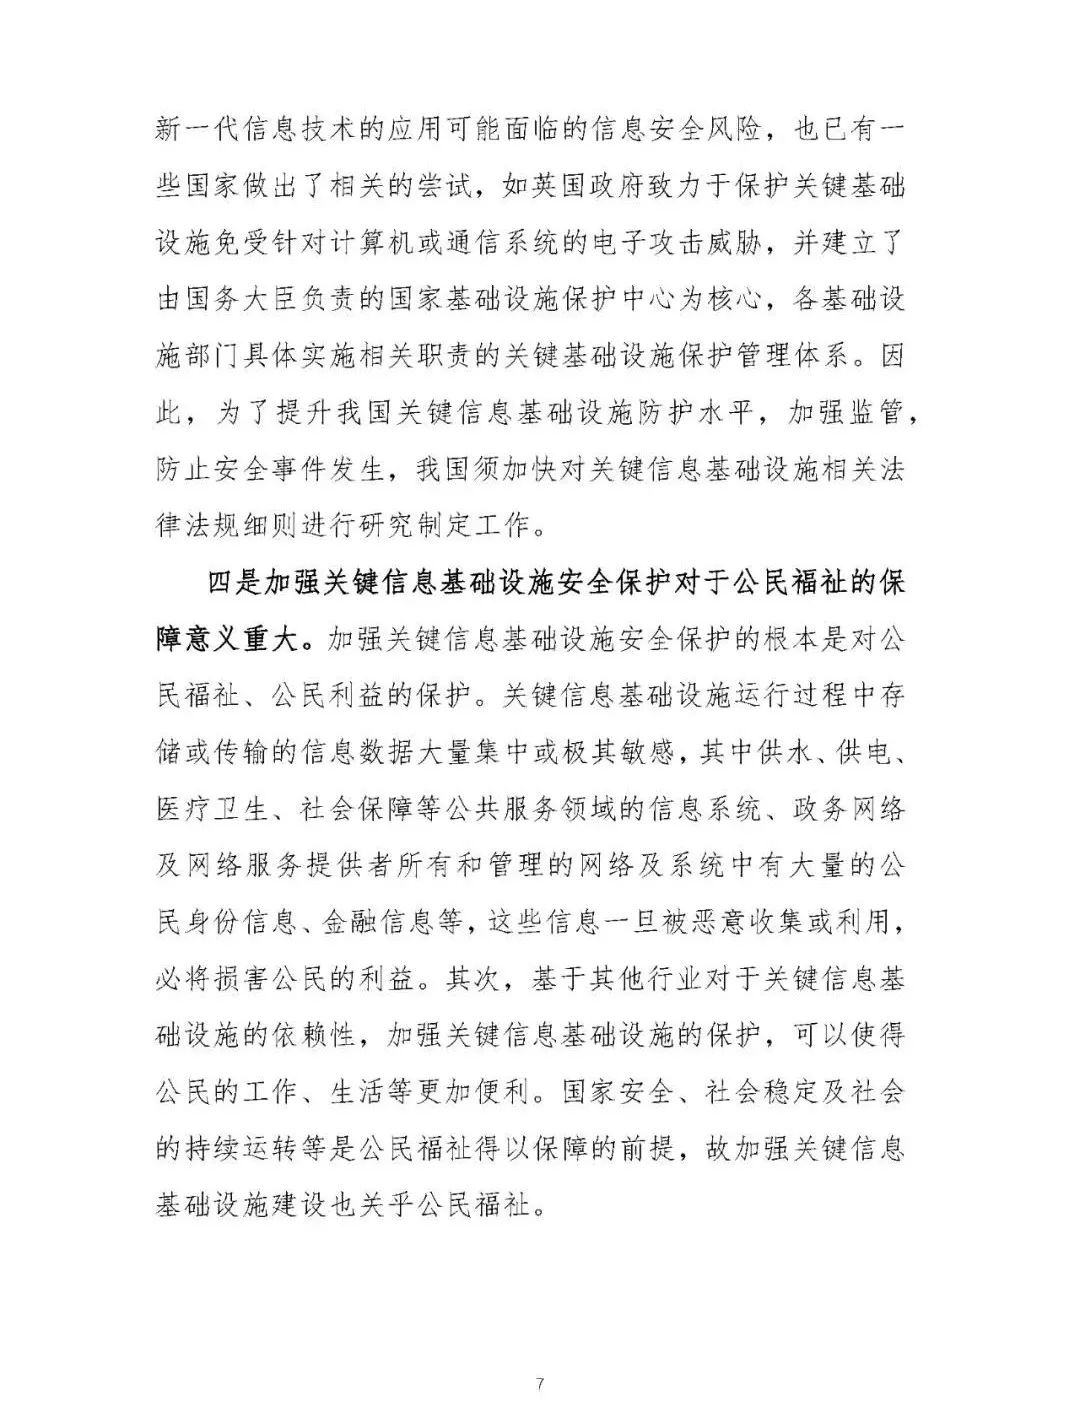 新一代信息技术的应用可能面临的信息安全风险，也已有一
些国家做出了相关的尝试，如英国政府致力于保护关键基础
设施免受针对计算机或通信系统的电子攻击威胁，并建立了
由国务大臣负责的国家基础设施保护中心为核心，各基础设
施部门具体实施相关职责的关键基础设施保护管理体系。因
此，为了提升我国关键信息基础设施防护水平，加强监管，
防止安全事件发生，我国须加快对关键信息基础设施相关法
律法规细则进行研究制定工作。
四是加强关键信息基础设施安全保护对于公民福祉的保
障意义重大。加强关键信息基础设施安全保护的根本是对公
民福祉、公民利益的保护。关键信息基础设施运行过程中存
储或传输的信息数据大量集中或极其敏感，其中供水、供电、
医疗卫生、社会保障等公共服务领域的信息系统、政务网络
及网络服务提供者所有和管理的网络及系统中有大量的公
民身份信息、金融信息等，这些信息一旦被恶意收集或利用，
必将损害公民的利益。其次，基于其他行业对于关键信息基
础设施的依赖性，加强关键信息基础设施的保护，可以使得
公民的工作、生活等更加便利。国家安全、社会稳定及社会
的持续运转等是公民福祉得以保障的前提，故加强关键信息
基础设施建设也关乎公民福祉。
7